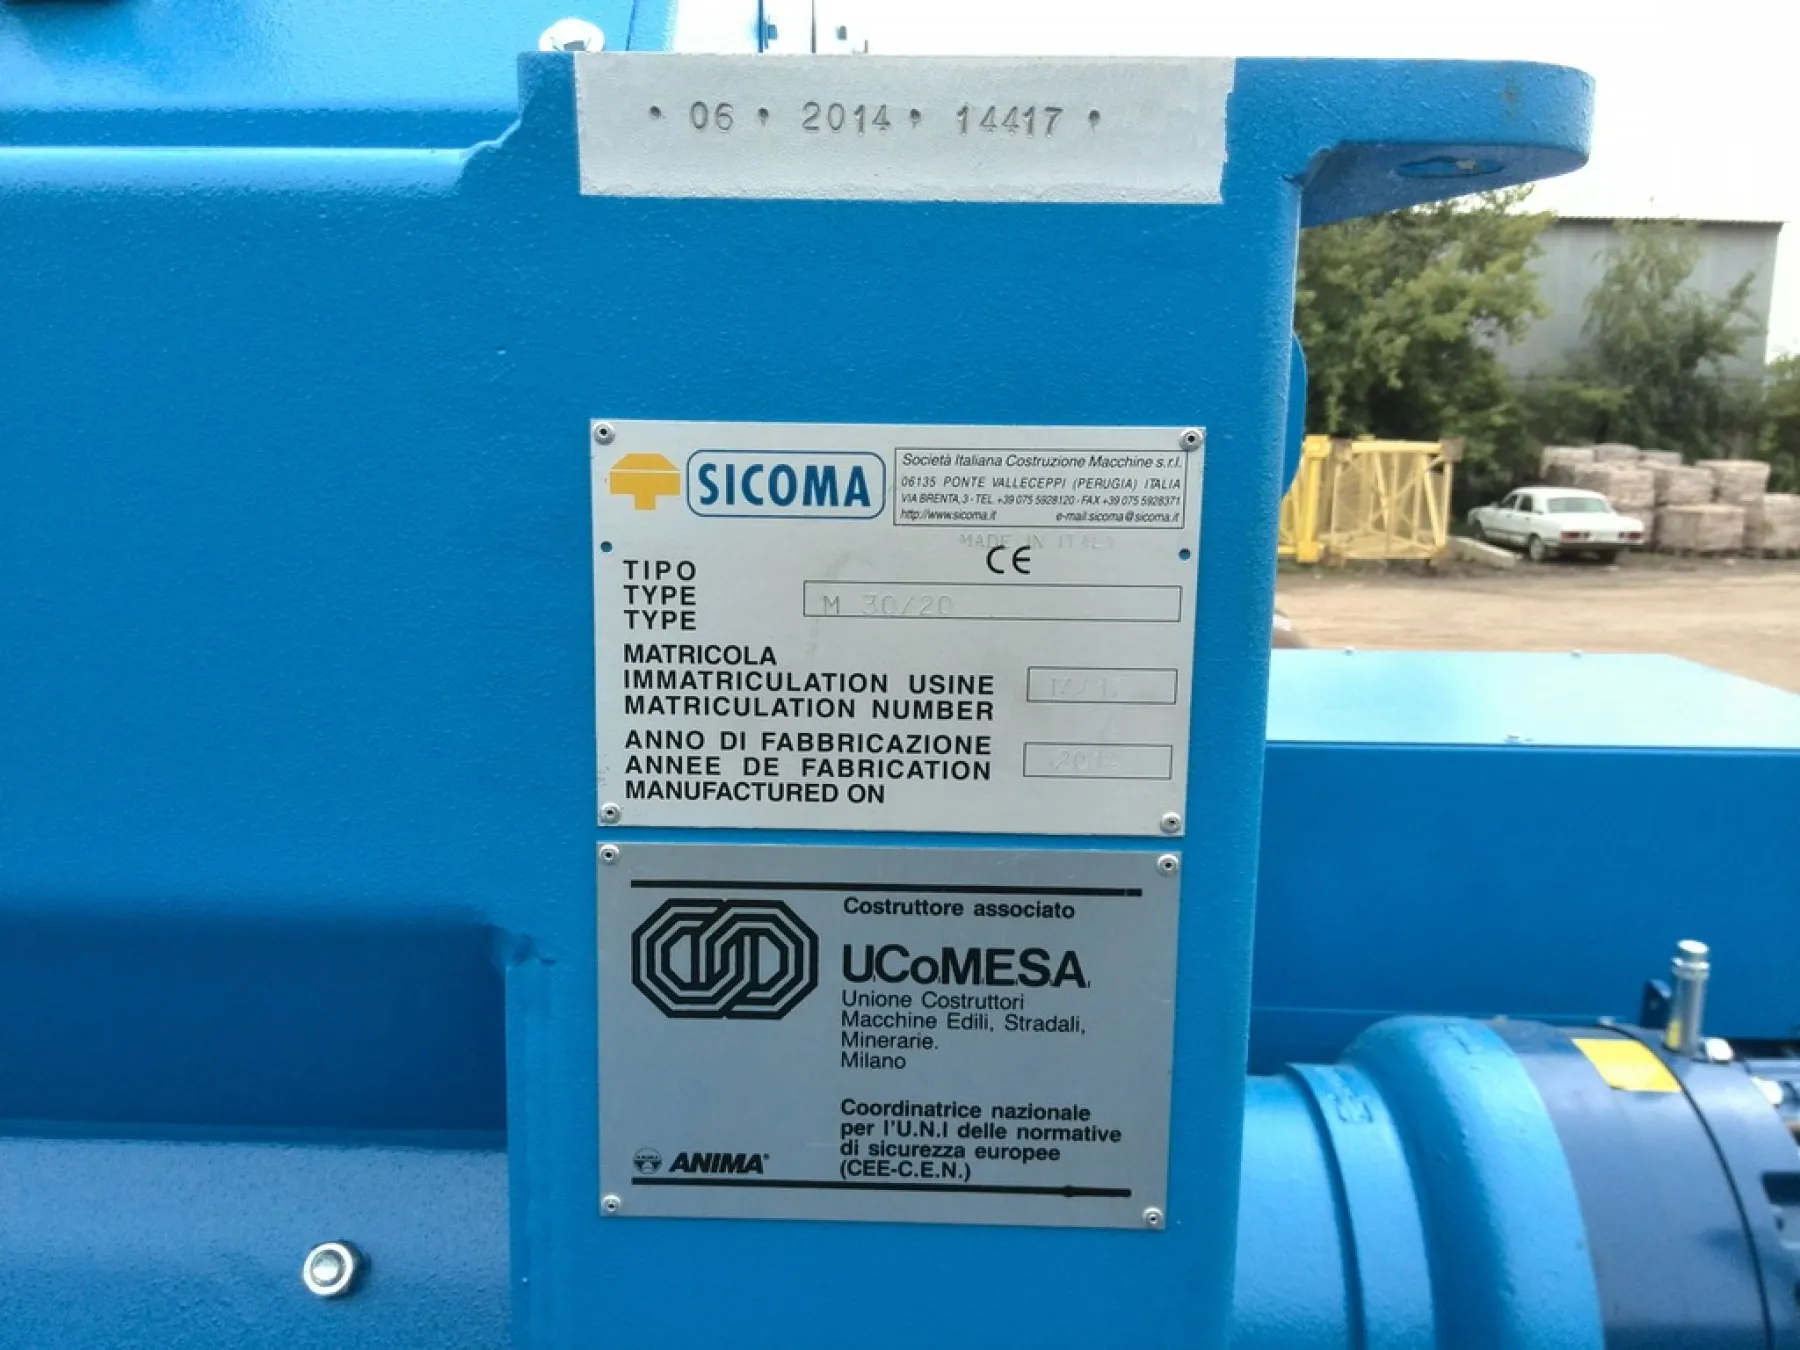 • 06 • 2014 • 14417 •
SICOMA
Società Italiana Costruzione Macchine s.r.l.
06135 PONTE VALLECEPPI (PERUGIA) ITALIA
VIA BRENTA, 3 - TEL. +39 075 5928120 - FAX +39 075 5928371
http://www.sicoma.it e-mail:sicoma@sicoma.it
MADE IN ITALY
CE
TIPO
TYPE
TYPE
M 30/20
MATRICOLA
IMMATRICULATION USINE
MATRICULATION NUMBER
ANNO DI FABBRICAZIONE
ANNEE DE FABRICATION
MANUFACTURED ON
2014
Costruttore associato
U.Co.M.E.S.A.
Unione Costruttori
Macchine Edili, Stradali,
Minerarie.
Milano
Coordinatrice nazionale
per l'U.N.I delle normative
di sicurezza europee
(CEE-C.E.N.)
ANIMA®